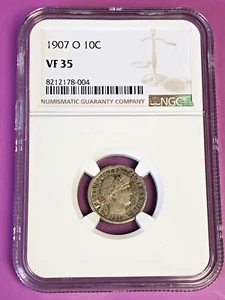 1907 O 10C
VF 35
8212178-004
NUMISMATIC GUARANTY COMPANY
NGC